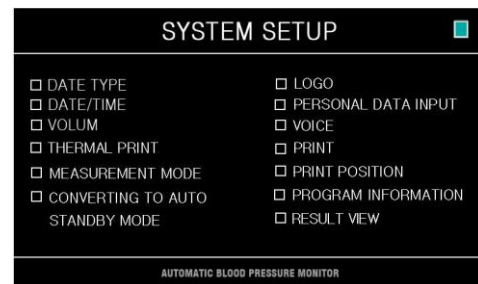 SYSTEM SETUP
DATE TYPE
DATE/TIME
VOLUM
THERMAL PRINT
MEASUREMENT MODE
CONVERTING TO AUTO
STANDBY MODE
LOGO
PERSONAL DATA INPUT
VOICE
PRINT
PRINT POSITION
PROGRAM INFORMATION
RESULT VIEW
AUTOMATIC BLOOD PRESSURE MONITOR